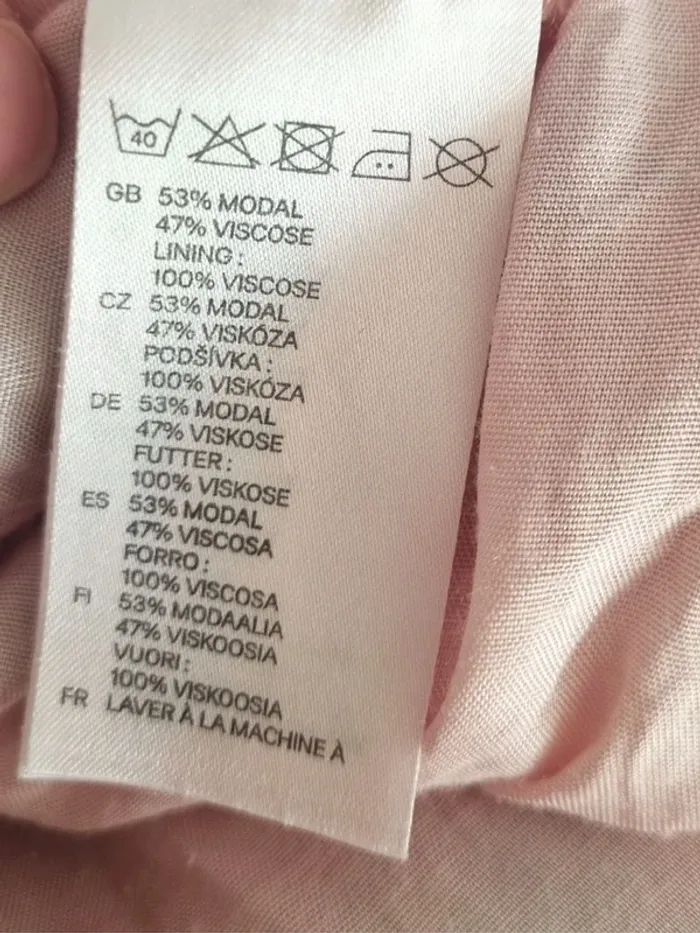 40
GB 53% MODAL
47% VISCOSE
LINING:
100% VISCOSE
CZ 53% MODAL
47% VISKÓZA
PODŠÍVKA:
100% VISKÓZA
DE 53% MODAL
47% VISKOSE
FUTTER:
100% VISKOSE
ES 53% MODAL
47% VISCOSA
FORRO:
100% VISCOSA
FI 53% MODAALIA
47% VISKOOSIA
VUORI:
100% VISKOOSIA
FR LAVER À LA MACHINE À